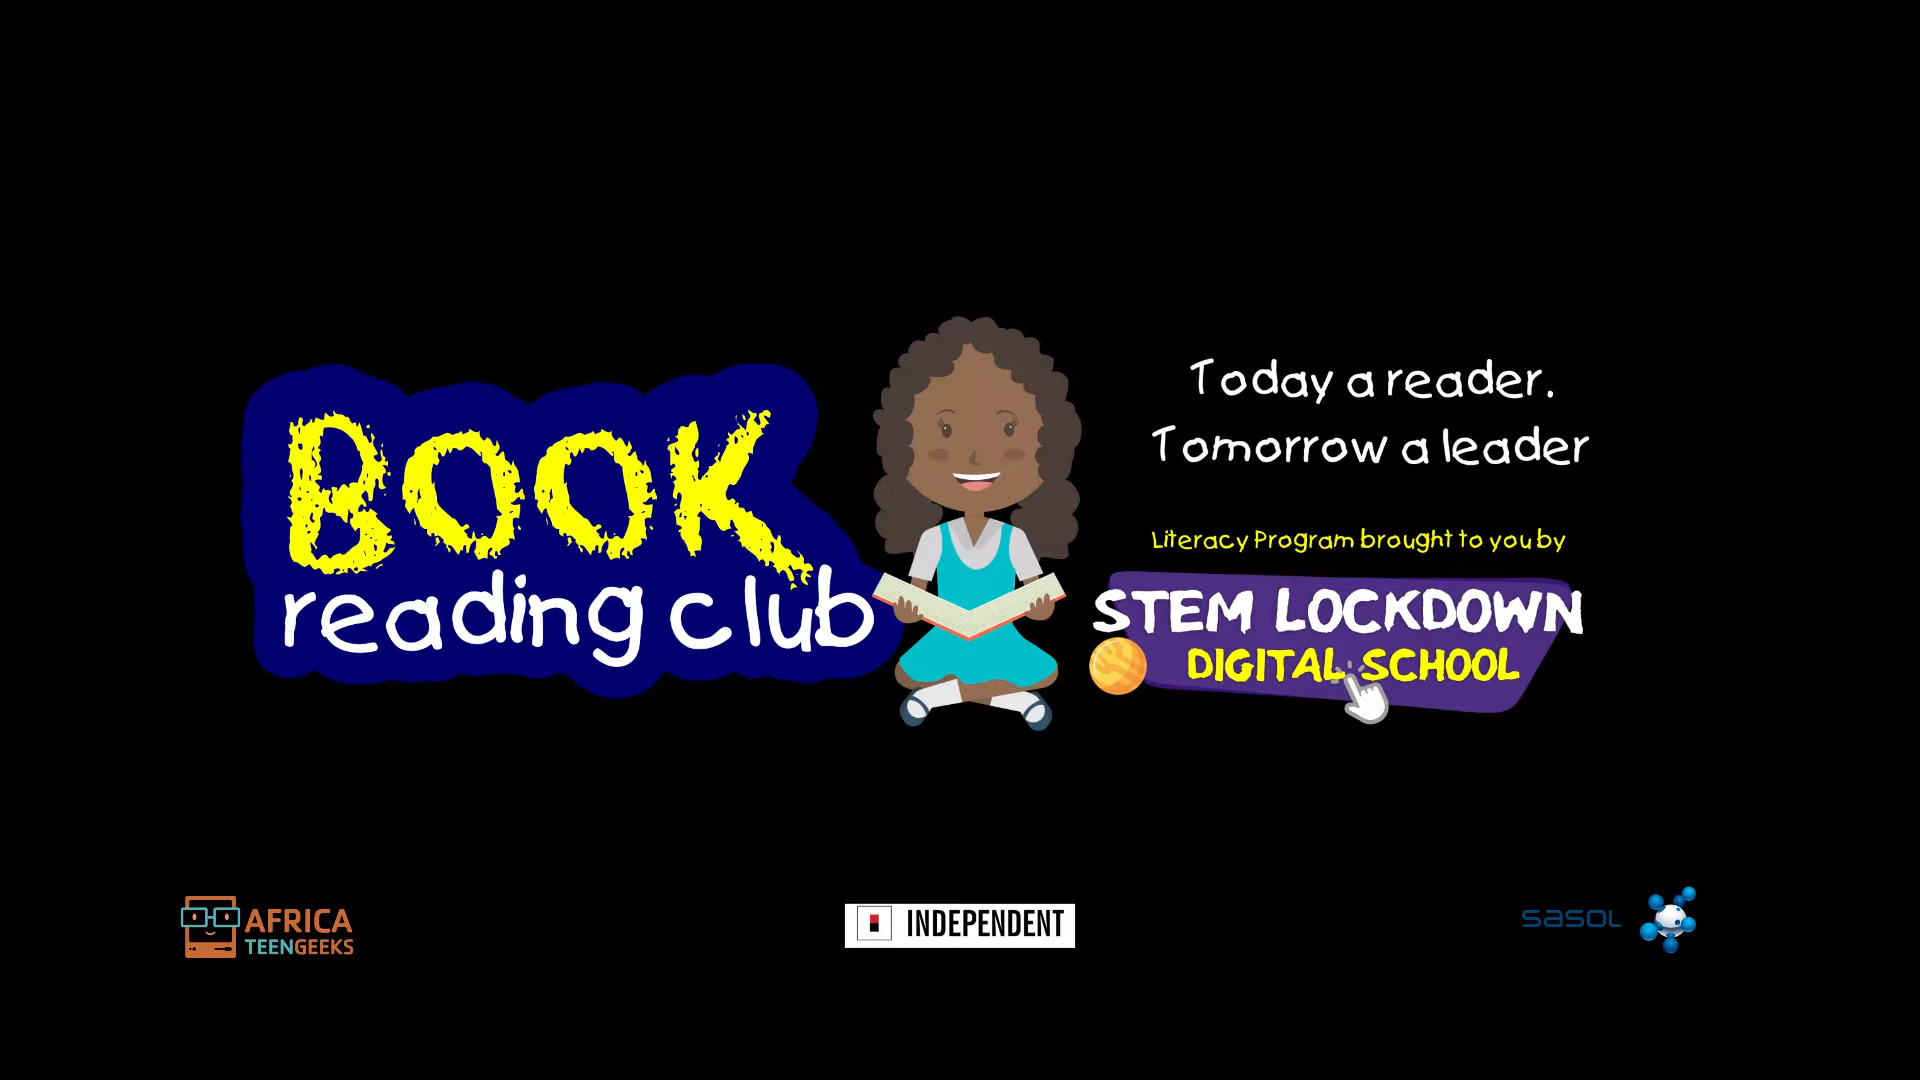 BOOK
reading club
Today a reader.
Tomorrow a leader
Literacy Program brought to you by
STEM LOCKDOWN
DIGITAL SCHOOL
AFRICA
TEENGEEKS
INDEPENDENT
sasol